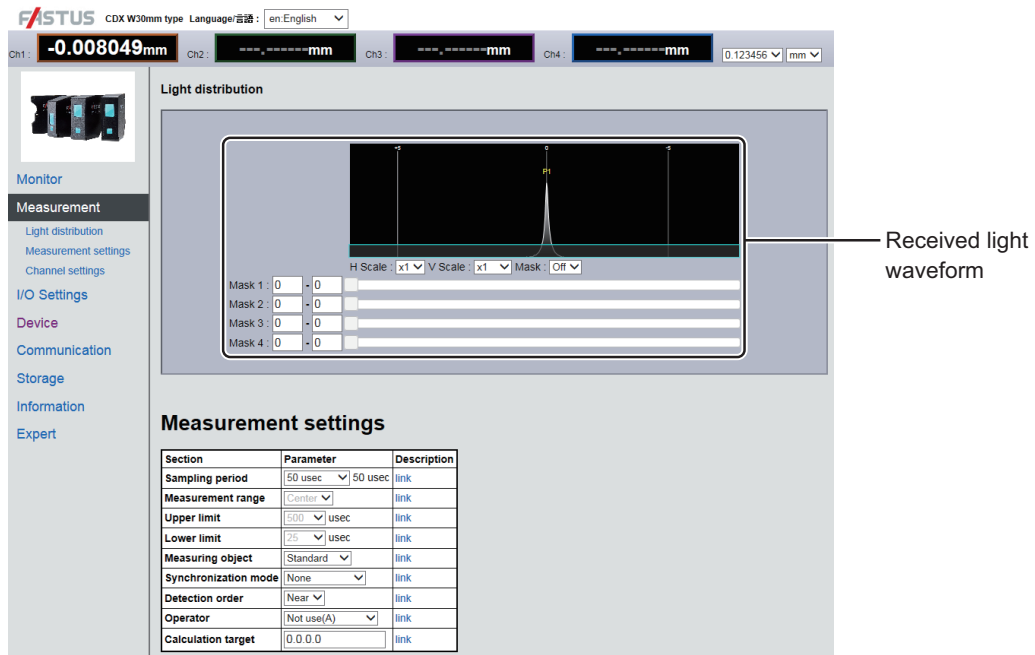 FASTUS CDX W30mm type Language/言語 : en:English
Ch1 : -0.008049mm Ch2 : ---.------mm Ch3 : ---.------mm Ch4 : ---.------mm 0.123456 mm
Light distribution
+5 0 -5
P1
Received light
waveform
H Scale : x1 V Scale : x1 Mask : Off
Mask 1 : 0 - 0
Mask 2 : 0 - 0
Mask 3 : 0 - 0
Mask 4 : 0 - 0
Monitor
Measurement
Light distribution
Measurement settings
Channel settings
I/O Settings
Device
Communication
Storage
Information
Expert
Measurement settings
Section Parameter Description
Sampling period 50 usec 50 usec link
Measurement range Center link
Upper limit 500 usec link
Lower limit 25 usec link
Measuring object Standard link
Synchronization mode None link
Detection order Near link
Operator Not use(A) link
Calculation target 0.0.0.0 link